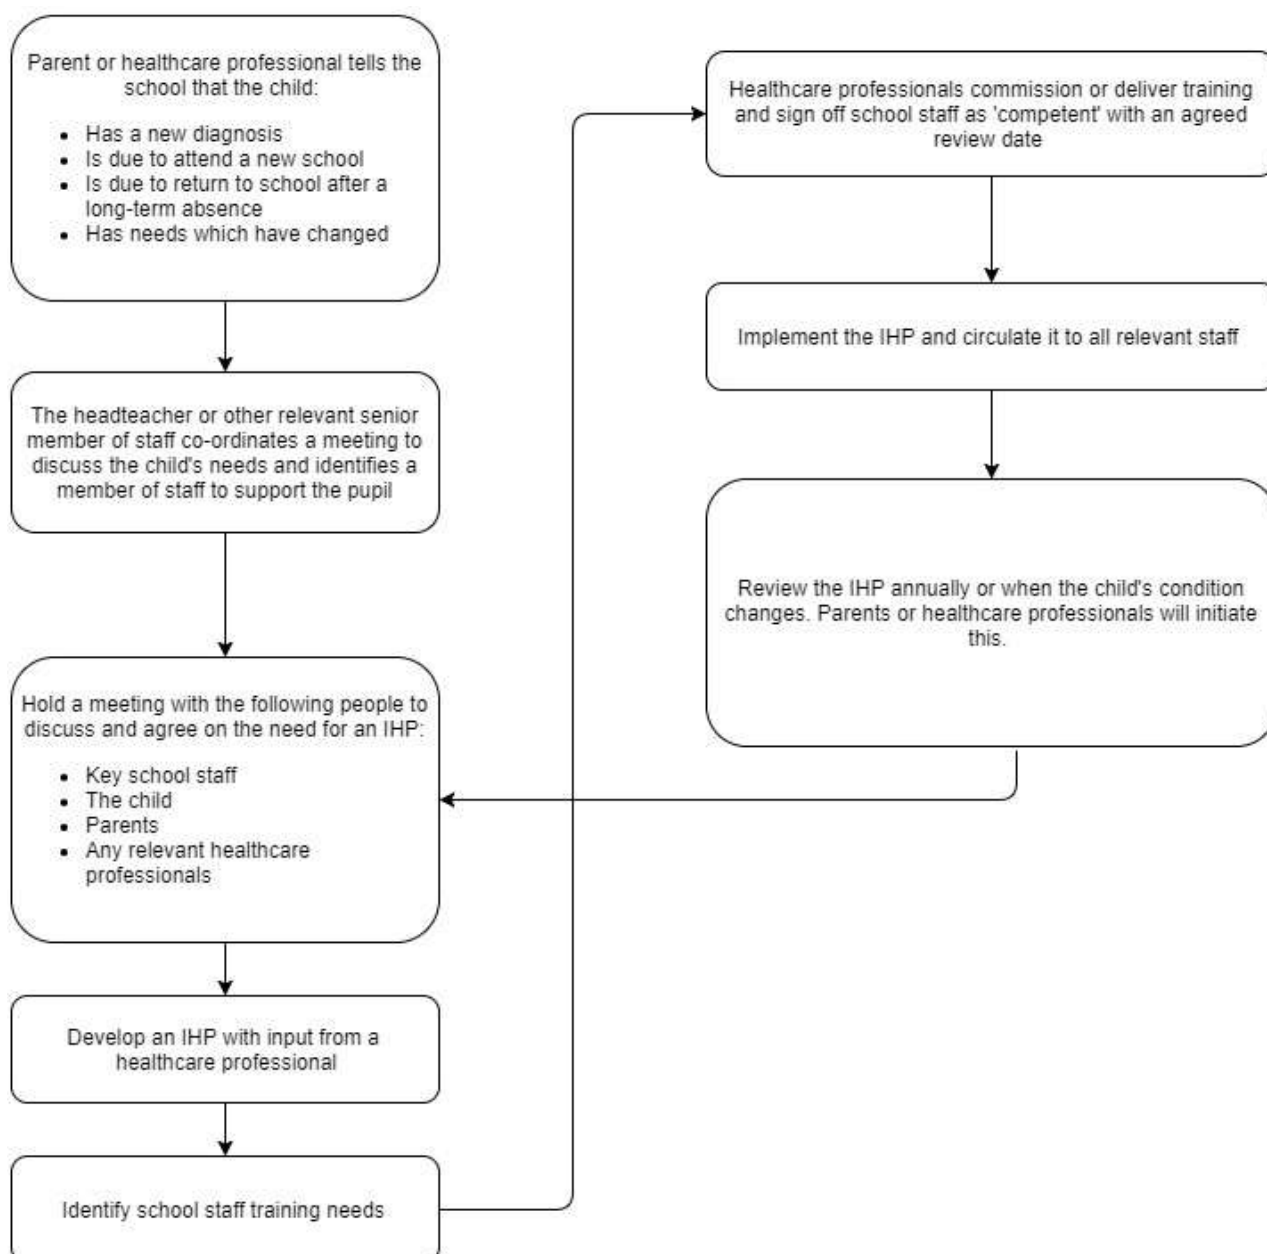 Parent or healthcare professional tells the
school that the child:
• Has a new diagnosis
• Is due to attend a new school
• Is due to return to school after a
long-term absence
• Has needs which have changed
The headteacher or other relevant senior
member of staff co-ordinates a meeting to
discuss the child's needs and identifies a
member of staff to support the pupil
Hold a meeting with the following people to
discuss and agree on the need for an IHP:
• Key school staff
• The child
• Parents
• Any relevant healthcare
professionals
Develop an IHP with input from a
healthcare professional
Identify school staff training needs
Healthcare professionals commission or deliver training
and sign off school staff as 'competent' with an agreed
review date
Implement the IHP and circulate it to all relevant staff
Review the IHP annually or when the child's condition
changes. Parents or healthcare professionals will initiate
this.